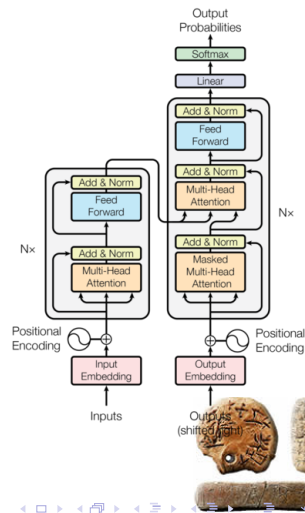 Output
Probabilities
Softmax
Linear
Add & Norm
Feed
Forward
Add & Norm
Multi-Head
Attention
Add & Norm
Masked
Multi-Head
Attention
Nx
Positional
Encoding
Output
Embedding
Outputs
(shifted right)
Add & Norm
Feed
Forward
Add & Norm
Multi-Head
Attention
Nx
Positional
Encoding
Input
Embedding
Inputs